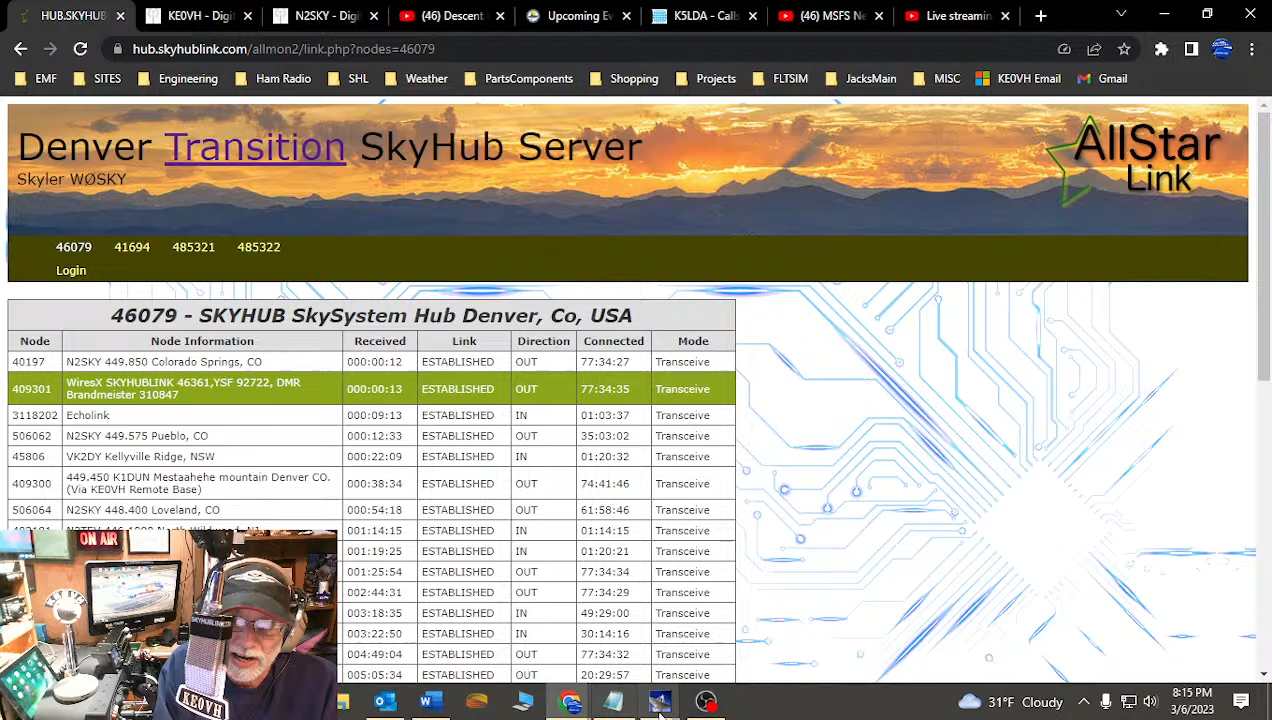 HUB.SKYHUB
KE0VH - Digit
N2SKY - Digi
(46) Descent
Upcoming Ev
K5LDA - Calls
(46) MSFS Ne
Live streamin
hub.skyhublink.com/allmon2/link.php?nodes=46079
EMF SITES Engineering Ham Radio SHL Weather PartsComponents Shopping Projects FLTSIM JacksMain MISC KE0VH Email Gmail
Denver Transition SkyHub Server
Skyler WØSKY
AllStar
Link
46079 41694 485321 485322
Login
46079 - SKYHUB SkySystem Hub Denver, Co, USA
Node Node Information Received Link Direction Connected Mode
40197 N2SKY 449.850 Colorado Springs, CO 000:00:12 ESTABLISHED OUT 77:34:27 Transceive
409301 WiresX SKYHUBLINK 46361,YSF 92722, DMR
Brandmeister 310847 000:00:13 ESTABLISHED OUT 77:34:35 Transceive
3118202 Echolink 000:09:13 ESTABLISHED IN 01:03:37 Transceive
506062 N2SKY 449.575 Pueblo, CO 000:12:33 ESTABLISHED OUT 35:03:02 Transceive
45806 VK2DY Kellyville Ridge, NSW 000:22:09 ESTABLISHED IN 01:20:32 Transceive
409300 449.450 K1DUN Mestaahehe mountain Denver CO.
(Via KE0VH Remote Base) 000:38:34 ESTABLISHED OUT 74:41:46 Transceive
506064 N2SKY 448.400 Loveland, CO 000:54:18 ESTABLISHED OUT 61:58:46 Transceive
001:14:15 ESTABLISHED IN 01:14:15 Transceive
001:19:25 ESTABLISHED IN 01:20:21 Transceive
001:25:54 ESTABLISHED OUT 77:34:34 Transceive
002:44:31 ESTABLISHED OUT 77:34:29 Transceive
003:18:35 ESTABLISHED IN 49:29:00 Transceive
003:22:50 ESTABLISHED IN 30:14:16 Transceive
004:49:04 ESTABLISHED OUT 77:34:32 Transceive
005:05:34 ESTABLISHED OUT 20:29:57 Transceive
ON AIR
SKYHUBLINK
KE0VH
31°F Cloudy
8:15 PM
3/6/2023